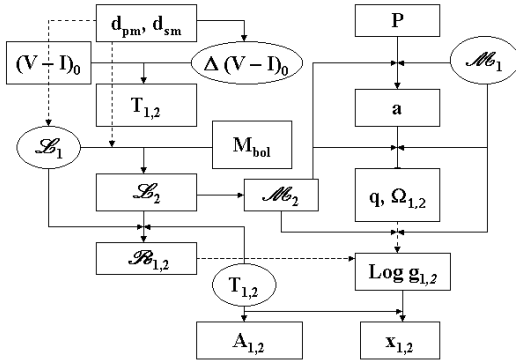 d_pm, d_sm
P
(V – I)_0
Δ (V – I)_0
ℳ_1
T_1,2
a
ℒ_1
M_bol
ℒ_2
ℳ_2
q, Ω_1,2
ℛ_1,2
T_1,2
Log g_1,2
A_1,2
x_1,2